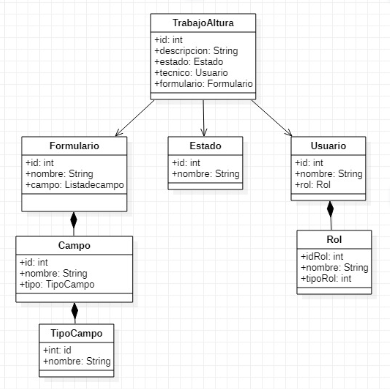 TrabajoAltura
+id: int
+descripcion: String
+estado: Estado
+tecnico: Usuario
+formulario: Formulario
Formulario
+id: int
+nombre: String
+campo: Listadecampo
Estado
+id: int
+nombre: String
Usuario
+id: int
+nombre: String
+rol: Rol
Campo
+id: int
+nombre: String
+tipo: TipoCampo
Rol
+idRol: int
+nombre: String
+tipoRol: int
TipoCampo
+int: id
+nombre: String